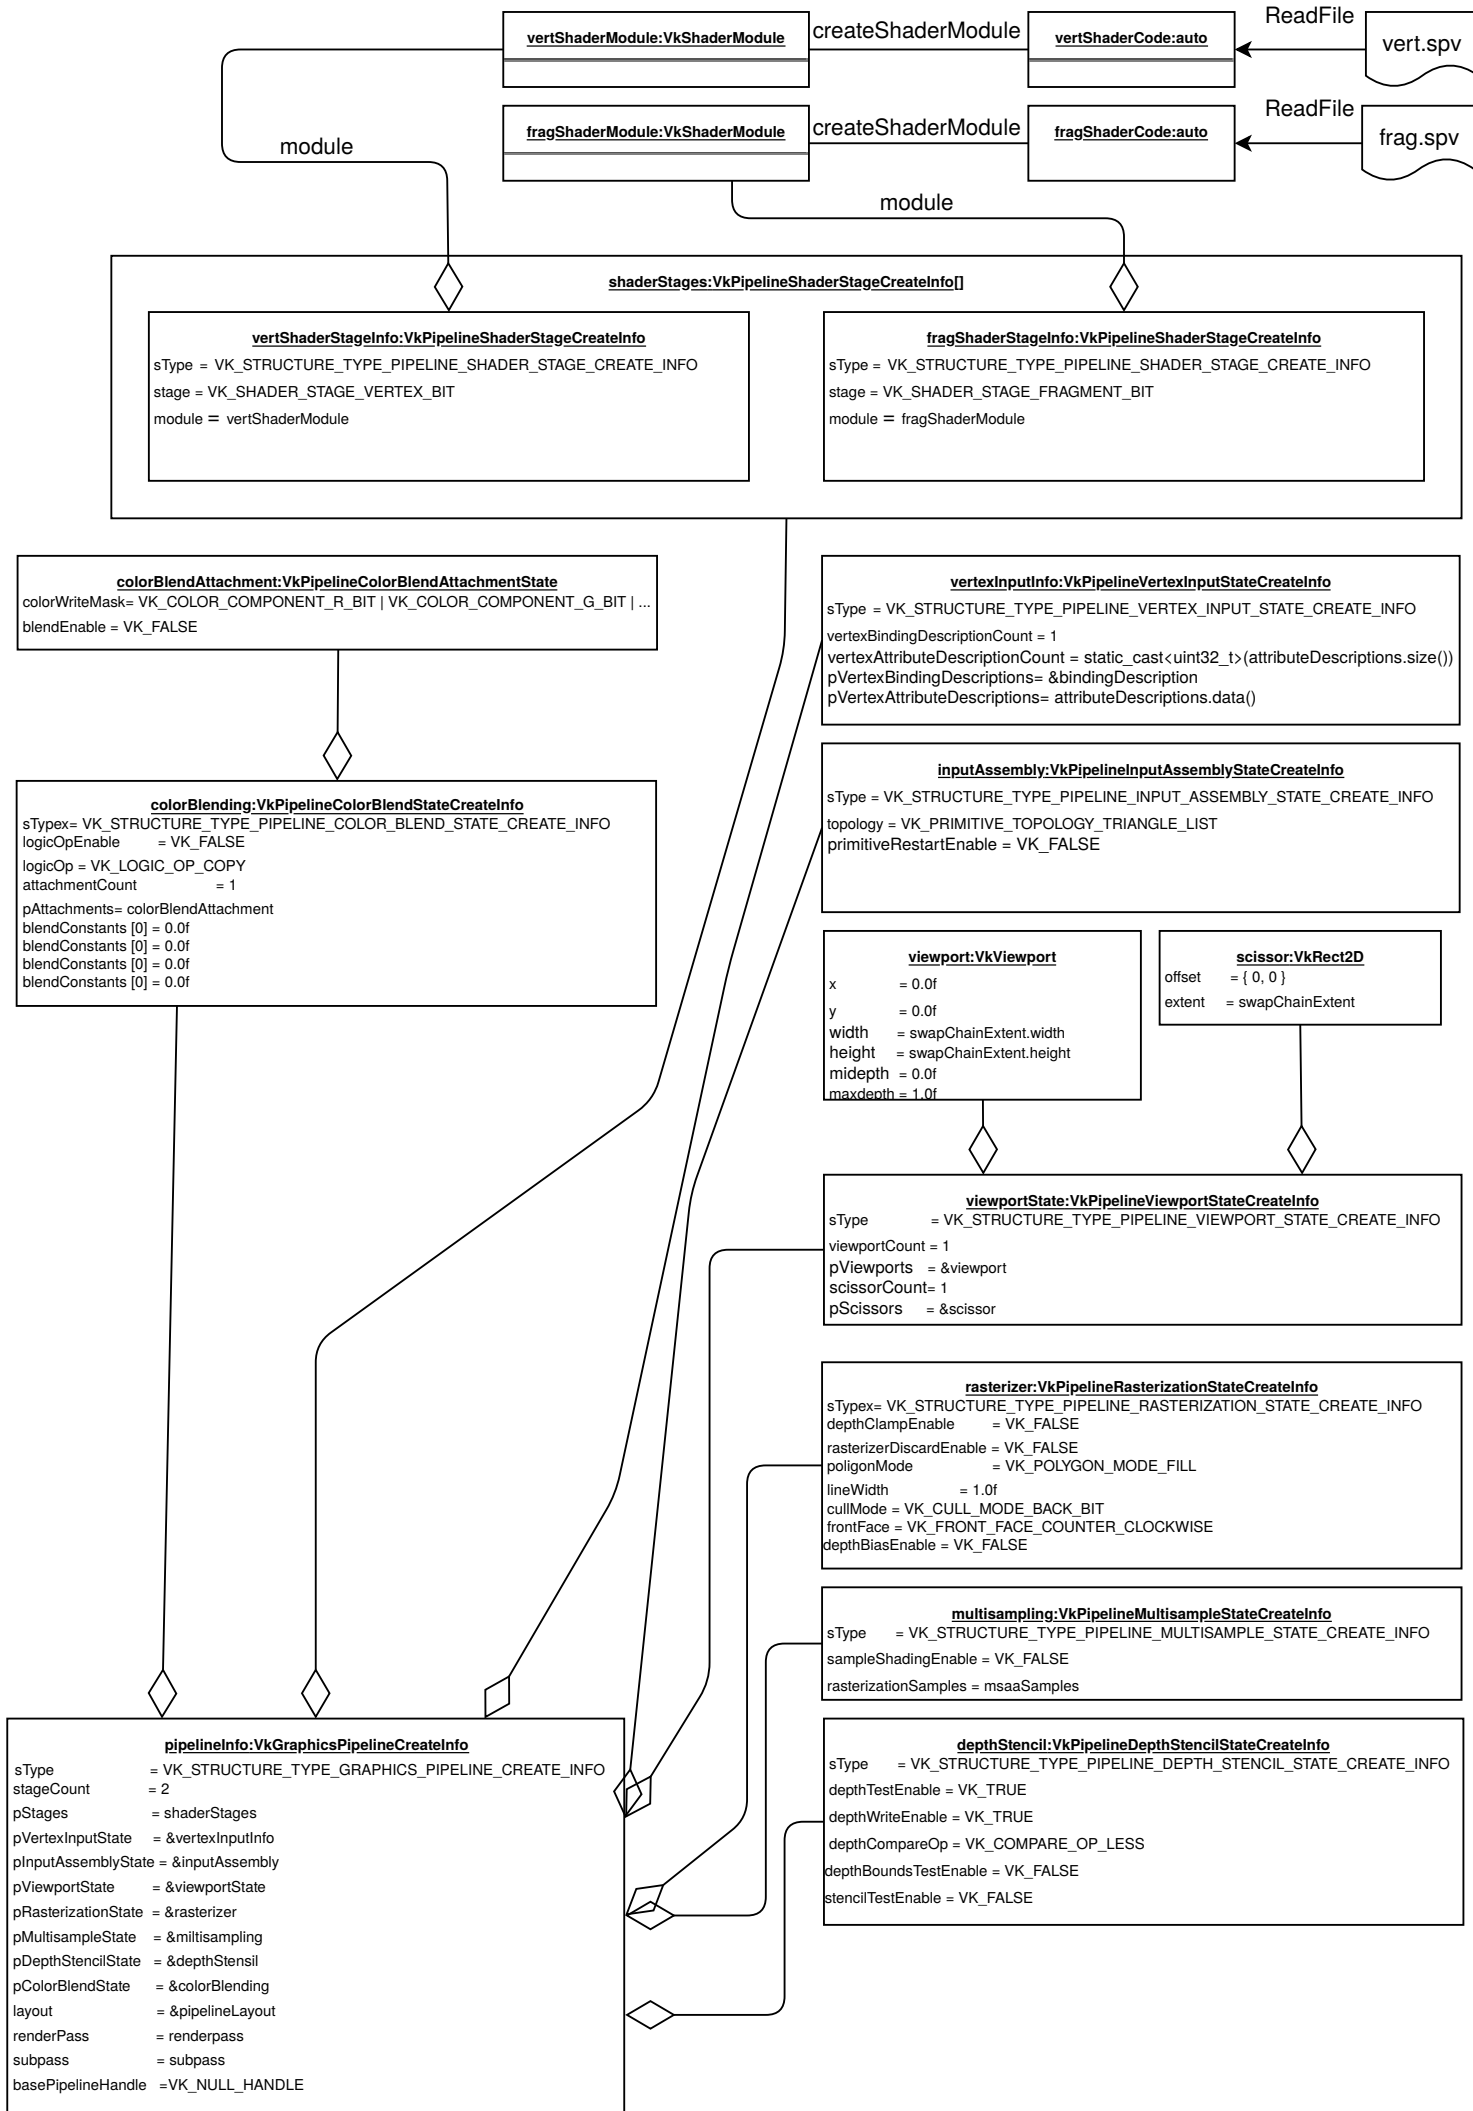 ReadFile
vertShaderModule:VkShaderModule
createShaderModule
vertShaderCode:auto
vert.spv
ReadFile
fragShaderModule:VkShaderModule
createShaderModule
fragShaderCode:auto
frag.spv
module
module
shaderStages:VkPipelineShaderStageCreateInfo[]
vertShaderStageInfo:VkPipelineShaderStageCreateInfo
sType = VK_STRUCTURE_TYPE_PIPELINE_SHADER_STAGE_CREATE_INFO
stage = VK_SHADER_STAGE_VERTEX_BIT
module = vertShaderModule
fragShaderStageInfo:VkPipelineShaderStageCreateInfo
sType = VK_STRUCTURE_TYPE_PIPELINE_SHADER_STAGE_CREATE_INFO
stage = VK_SHADER_STAGE_FRAGMENT_BIT
module = fragShaderModule
colorBlendAttachment:VkPipelineColorBlendAttachmentState
colorWriteMask= VK_COLOR_COMPONENT_R_BIT | VK_COLOR_COMPONENT_G_BIT | ...
blendEnable = VK_FALSE
vertexInputInfo:VkPipelineVertexInputStateCreateInfo
sType = VK_STRUCTURE_TYPE_PIPELINE_VERTEX_INPUT_STATE_CREATE_INFO
vertexBindingDescriptionCount = 1
vertexAttributeDescriptionCount = static_cast<uint32_t>(attributeDescriptions.size())
pVertexBindingDescriptions= &bindingDescription
pVertexAttributeDescriptions= attributeDescriptions.data()
inputAssembly:VkPipelineInputAssemblyStateCreateInfo
sType = VK_STRUCTURE_TYPE_PIPELINE_INPUT_ASSEMBLY_STATE_CREATE_INFO
topology = VK_PRIMITIVE_TOPOLOGY_TRIANGLE_LIST
primitiveRestartEnable = VK_FALSE
colorBlending:VkPipelineColorBlendStateCreateInfo
sTypex= VK_STRUCTURE_TYPE_PIPELINE_COLOR_BLEND_STATE_CREATE_INFO
logicOpEnable = VK_FALSE
logicOp = VK_LOGIC_OP_COPY
attachmentCount = 1
pAttachments= colorBlendAttachment
blendConstants [0] = 0.0f
blendConstants [0] = 0.0f
blendConstants [0] = 0.0f
blendConstants [0] = 0.0f
viewport:VkViewport
x = 0.0f
y = 0.0f
width = swapChainExtent.width
height = swapChainExtent.height
midepth = 0.0f
maxdepth = 1.0f
scissor:VkRect2D
offset = { 0, 0 }
extent = swapChainExtent
viewportState:VkPipelineViewportStateCreateInfo
sType = VK_STRUCTURE_TYPE_PIPELINE_VIEWPORT_STATE_CREATE_INFO
viewportCount = 1
pViewports = &viewport
scissorCount= 1
pScissors = &scissor
rasterizer:VkPipelineRasterizationStateCreateInfo
sTypex= VK_STRUCTURE_TYPE_PIPELINE_RASTERIZATION_STATE_CREATE_INFO
depthClampEnable = VK_FALSE
rasterizerDiscardEnable = VK_FALSE
poligonMode = VK_POLYGON_MODE_FILL
lineWidth = 1.0f
cullMode = VK_CULL_MODE_BACK_BIT
frontFace = VK_FRONT_FACE_COUNTER_CLOCKWISE
depthBiasEnable = VK_FALSE
multisampling:VkPipelineMultisampleStateCreateInfo
sType = VK_STRUCTURE_TYPE_PIPELINE_MULTISAMPLE_STATE_CREATE_INFO
sampleShadingEnable = VK_FALSE
rasterizationSamples = msaaSamples
pipelineInfo:VkGraphicsPipelineCreateInfo
sType = VK_STRUCTURE_TYPE_GRAPHICS_PIPELINE_CREATE_INFO
stageCount = 2
pStages = shaderStages
pVertexInputState = &vertexInputInfo
pInputAssemblyState = &inputAssembly
pViewportState = &viewportState
pRasterizationState = &rasterizer
pMultisampleState = &miltisampling
pDepthStencilState = &depthStensil
pColorBlendState = &colorBlending
layout = &pipelineLayout
renderPass = renderpass
subpass = subpass
basePipelineHandle =VK_NULL_HANDLE
depthStencil:VkPipelineDepthStencilStateCreateInfo
sType = VK_STRUCTURE_TYPE_PIPELINE_DEPTH_STENCIL_STATE_CREATE_INFO
depthTestEnable = VK_TRUE
depthWriteEnable = VK_TRUE
depthCompareOp = VK_COMPARE_OP_LESS
depthBoundsTestEnable = VK_FALSE
stencilTestEnable = VK_FALSE